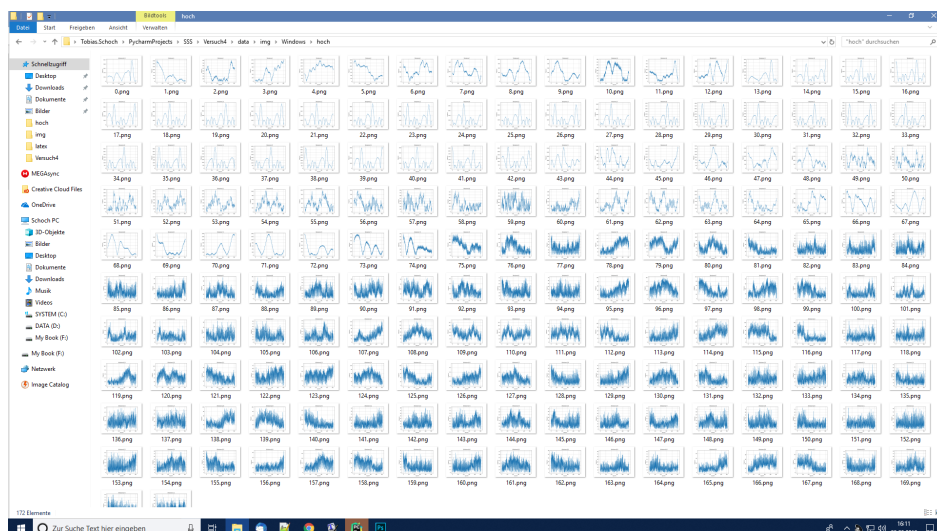 Bildtools
hoch
Datei
Start
Freigeben
Ansicht
Verwalten
Tobias.Schoch › PycharmProjects › SSS › Versuch4 › data › img › Windows › hoch
"hoch" durchsuchen
Schnellzugriff
Desktop
Downloads
Dokumente
Bilder
hoch
img
latex
Versuch4
MEGAsync
Creative Cloud Files
OneDrive
Schoch PC
3D-Objekte
Bilder
Desktop
Dokumente
Downloads
Musik
Videos
SYSTEM (C:)
DATA (D:)
My Book (F:)
My Book (F:)
Netzwerk
Image Catalog
0.png 1.png 2.png 3.png 4.png 5.png 6.png 7.png 8.png 9.png 10.png 11.png 12.png 13.png 14.png 15.png 16.png
17.png 18.png 19.png 20.png 21.png 22.png 23.png 24.png 25.png 26.png 27.png 28.png 29.png 30.png 31.png 32.png 33.png
34.png 35.png 36.png 37.png 38.png 39.png 40.png 41.png 42.png 43.png 44.png 45.png 46.png 47.png 48.png 49.png 50.png
51.png 52.png 53.png 54.png 55.png 56.png 57.png 58.png 59.png 60.png 61.png 62.png 63.png 64.png 65.png 66.png 67.png
68.png 69.png 70.png 71.png 72.png 73.png 74.png 75.png 76.png 77.png 78.png 79.png 80.png 81.png 82.png 83.png 84.png
85.png 86.png 87.png 88.png 89.png 90.png 91.png 92.png 93.png 94.png 95.png 96.png 97.png 98.png 99.png 100.png 101.png
102.png 103.png 104.png 105.png 106.png 107.png 108.png 109.png 110.png 111.png 112.png 113.png 114.png 115.png 116.png 117.png 118.png
119.png 120.png 121.png 122.png 123.png 124.png 125.png 126.png 127.png 128.png 129.png 130.png 131.png 132.png 133.png 134.png 135.png
136.png 137.png 138.png 139.png 140.png 141.png 142.png 143.png 144.png 145.png 146.png 147.png 148.png 149.png 150.png 151.png 152.png
153.png 154.png 155.png 156.png 157.png 158.png 159.png 160.png 161.png 162.png 163.png 164.png 165.png 166.png 167.png 168.png 169.png
172 Elemente
Zur Suche Text hier eingeben
16:11